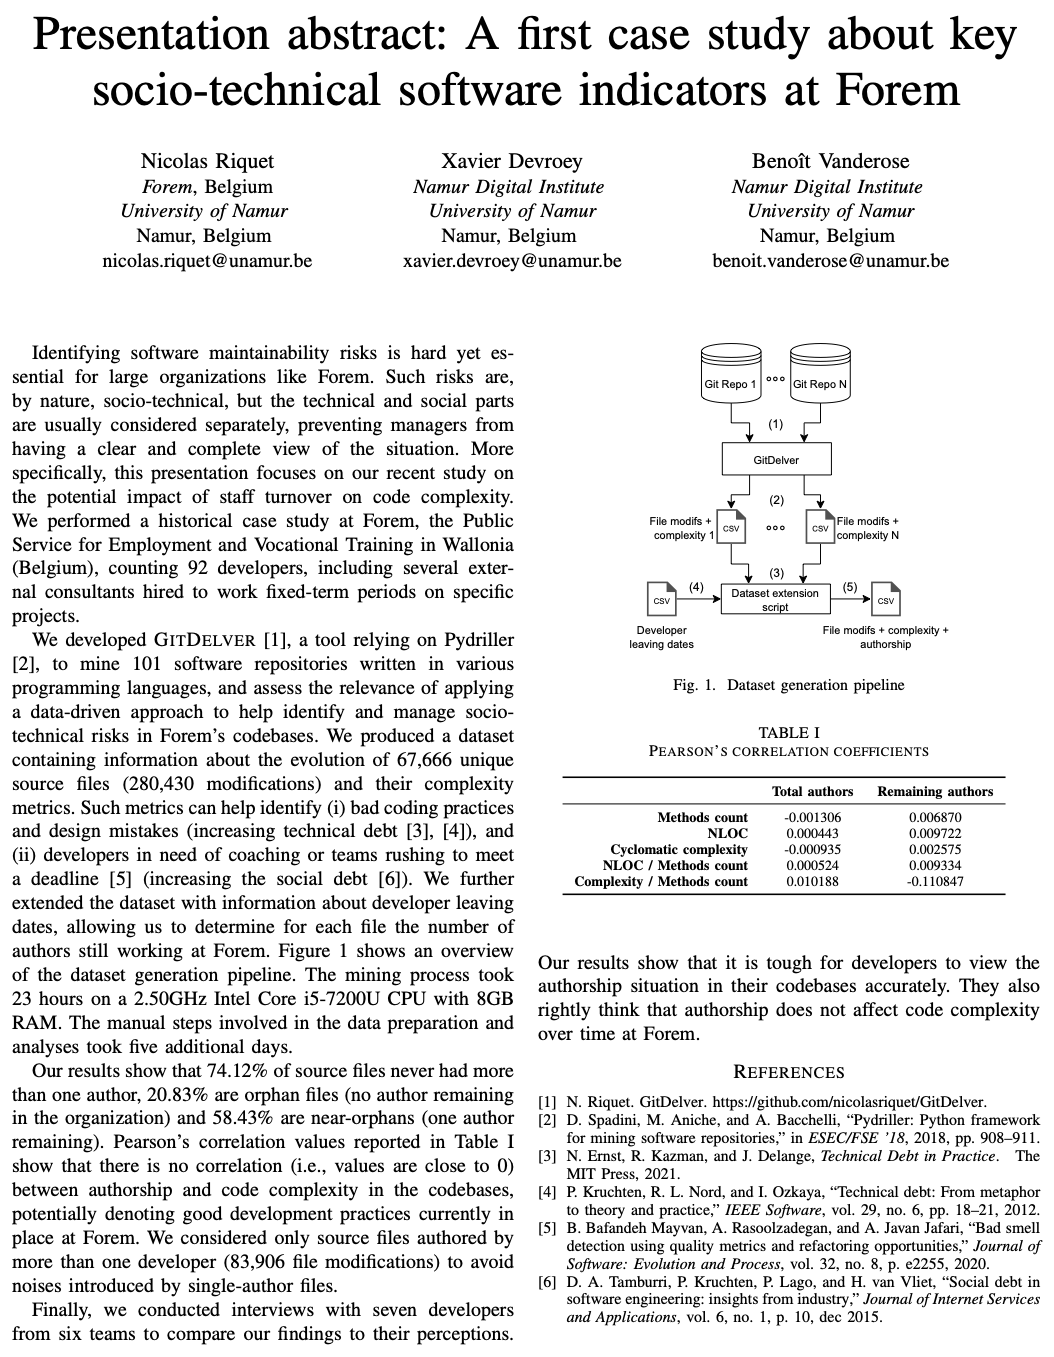 Presentation abstract: A first case study about key
socio-technical software indicators at Forem
Nicolas Riquet
Forem, Belgium
University of Namur
Namur, Belgium
nicolas.riquet@unamur.be
Xavier Devroey
Namur Digital Institute
University of Namur
Namur, Belgium
xavier.devroey@unamur.be
Benoît Vanderose
Namur Digital Institute
University of Namur
Namur, Belgium
benoit.vanderose@unamur.be
Identifying software maintainability risks is hard yet es-
sential for large organizations like Forem. Such risks are,
by nature, socio-technical, but the technical and social parts
are usually considered separately, preventing managers from
having a clear and complete view of the situation. More
specifically, this presentation focuses on our recent study on
the potential impact of staff turnover on code complexity.
We performed a historical case study at Forem, the Public
Service for Employment and Vocational Training in Wallonia
(Belgium), counting 92 developers, including several exter-
nal consultants hired to work fixed-term periods on specific
projects.
We developed GITDELVER [1], a tool relying on Pydriller
[2], to mine 101 software repositories written in various
programming languages, and assess the relevance of applying
a data-driven approach to help identify and manage socio-
technical risks in Forem's codebases. We produced a dataset
containing information about the evolution of 67,666 unique
source files (280,430 modifications) and their complexity
metrics. Such metrics can help identify (i) bad coding practices
and design mistakes (increasing technical debt [3], [4]), and
(ii) developers in need of coaching or teams rushing to meet
a deadline [5] (increasing the social debt [6]). We further
extended the dataset with information about developer leaving
dates, allowing us to determine for each file the number of
authors still working at Forem. Figure 1 shows an overview
of the dataset generation pipeline. The mining process took
23 hours on a 2.50GHz Intel Core i5-7200U CPU with 8GB
RAM. The manual steps involved in the data preparation and
analyses took five additional days.
Our results show that 74.12% of source files never had more
than one author, 20.83% are orphan files (no author remaining
in the organization) and 58.43% are near-orphans (one author
remaining). Pearson's correlation values reported in Table I
show that there is no correlation (i.e., values are close to 0)
between authorship and code complexity in the codebases,
potentially denoting good development practices currently in
place at Forem. We considered only source files authored by
more than one developer (83,906 file modifications) to avoid
noises introduced by single-author files.
Finally, we conducted interviews with seven developers
from six teams to compare our findings to their perceptions.
Git Repo 1
Git Repo N
(1)
GitDelver
(2)
File modifs +
complexity 1
CSV
CSV
File modifs +
complexity N
(3)
CSV
(4)
Dataset extension
script
(5)
CSV
Developer
leaving dates
File modifs + complexity +
authorship
Fig. 1. Dataset generation pipeline
TABLE I
PEARSON'S CORRELATION COEFFICIENTS
Total authors Remaining authors
Methods count -0.001306 0.006870
NLOC 0.000443 0.009722
Cyclomatic complexity -0.000935 0.002575
NLOC / Methods count 0.000524 0.009334
Complexity / Methods count 0.010188 -0.110847
Our results show that it is tough for developers to view the
authorship situation in their codebases accurately. They also
rightly think that authorship does not affect code complexity
over time at Forem.
REFERENCES
[1] N. Riquet. GitDelver. https://github.com/nicolasriquet/GitDelver.
[2] D. Spadini, M. Aniche, and A. Bacchelli, “Pydriller: Python framework
for mining software repositories,” in ESEC/FSE ’18, 2018, pp. 908–911.
[3] N. Ernst, R. Kazman, and J. Delange, Technical Debt in Practice. The
MIT Press, 2021.
[4] P. Kruchten, R. L. Nord, and I. Ozkaya, “Technical debt: From metaphor
to theory and practice,” IEEE Software, vol. 29, no. 6, pp. 18–21, 2012.
[5] B. Bafandeh Mayvan, A. Rasoolzadegan, and A. Javan Jafari, “Bad smell
detection using quality metrics and refactoring opportunities,” Journal of
Software: Evolution and Process, vol. 32, no. 8, p. e2255, 2020.
[6] D. A. Tamburri, P. Kruchten, P. Lago, and H. van Vliet, “Social debt in
software engineering: insights from industry,” Journal of Internet Services
and Applications, vol. 6, no. 1, p. 10, dec 2015.